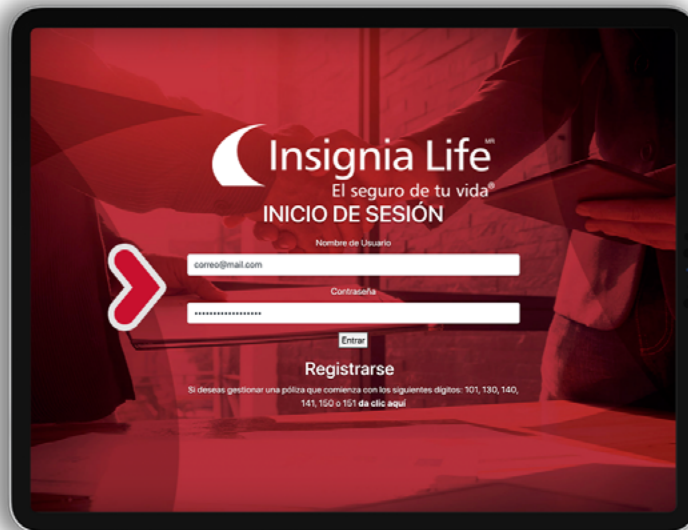 Insignia Life MR
El seguro de tu vida®
INICIO DE SESIÓN
Nombre de Usuario
correo@mail.com
Contraseña
••••••••••••••••••
Entrar
Registrarse
Si deseas gestionar una póliza que comienza con los siguientes dígitos: 101, 130, 140,
141, 150 o 151 da clic aquí